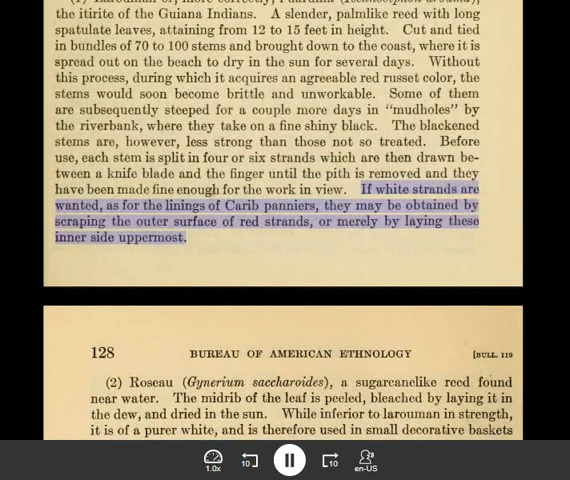 the itirite of the Guiana Indians. A slender, palmlike reed with long
spatulate leaves, attaining from 12 to 15 feet in height. Cut and tied
in bundles of 70 to 100 stems and brought down to the coast, where it is
spread out on the beach to dry in the sun for several days. Without
this process, during which it acquires an agreeable red russet color, the
stems would soon become brittle and unworkable. Some of them
are subsequently steeped for a couple more days in "mudholes" by
the riverbank, where they take on a fine shiny black. The blackened
stems are, however, less strong than those not so treated. Before
use, each stem is split in four or six strands which are then drawn be-
tween a knife blade and the finger until the pith is removed and they
have been made fine enough for the work in view. If white strands are
wanted, as for the linings of Carib panniers, they may be obtained by
scraping the outer surface of red strands, or merely by laying these
inner side uppermost.
128 BUREAU OF AMERICAN ETHNOLOGY [BULL. 119
(2) Roseau (Gynerium saccharoides), a sugarcanelike reed found
near water. The midrib of the leaf is peeled, bleached by laying it in
the dew, and dried in the sun. While inferior to larouman in strength,
it is of a purer white, and is therefore used in small decorative baskets
1.0x 10 10 en-US